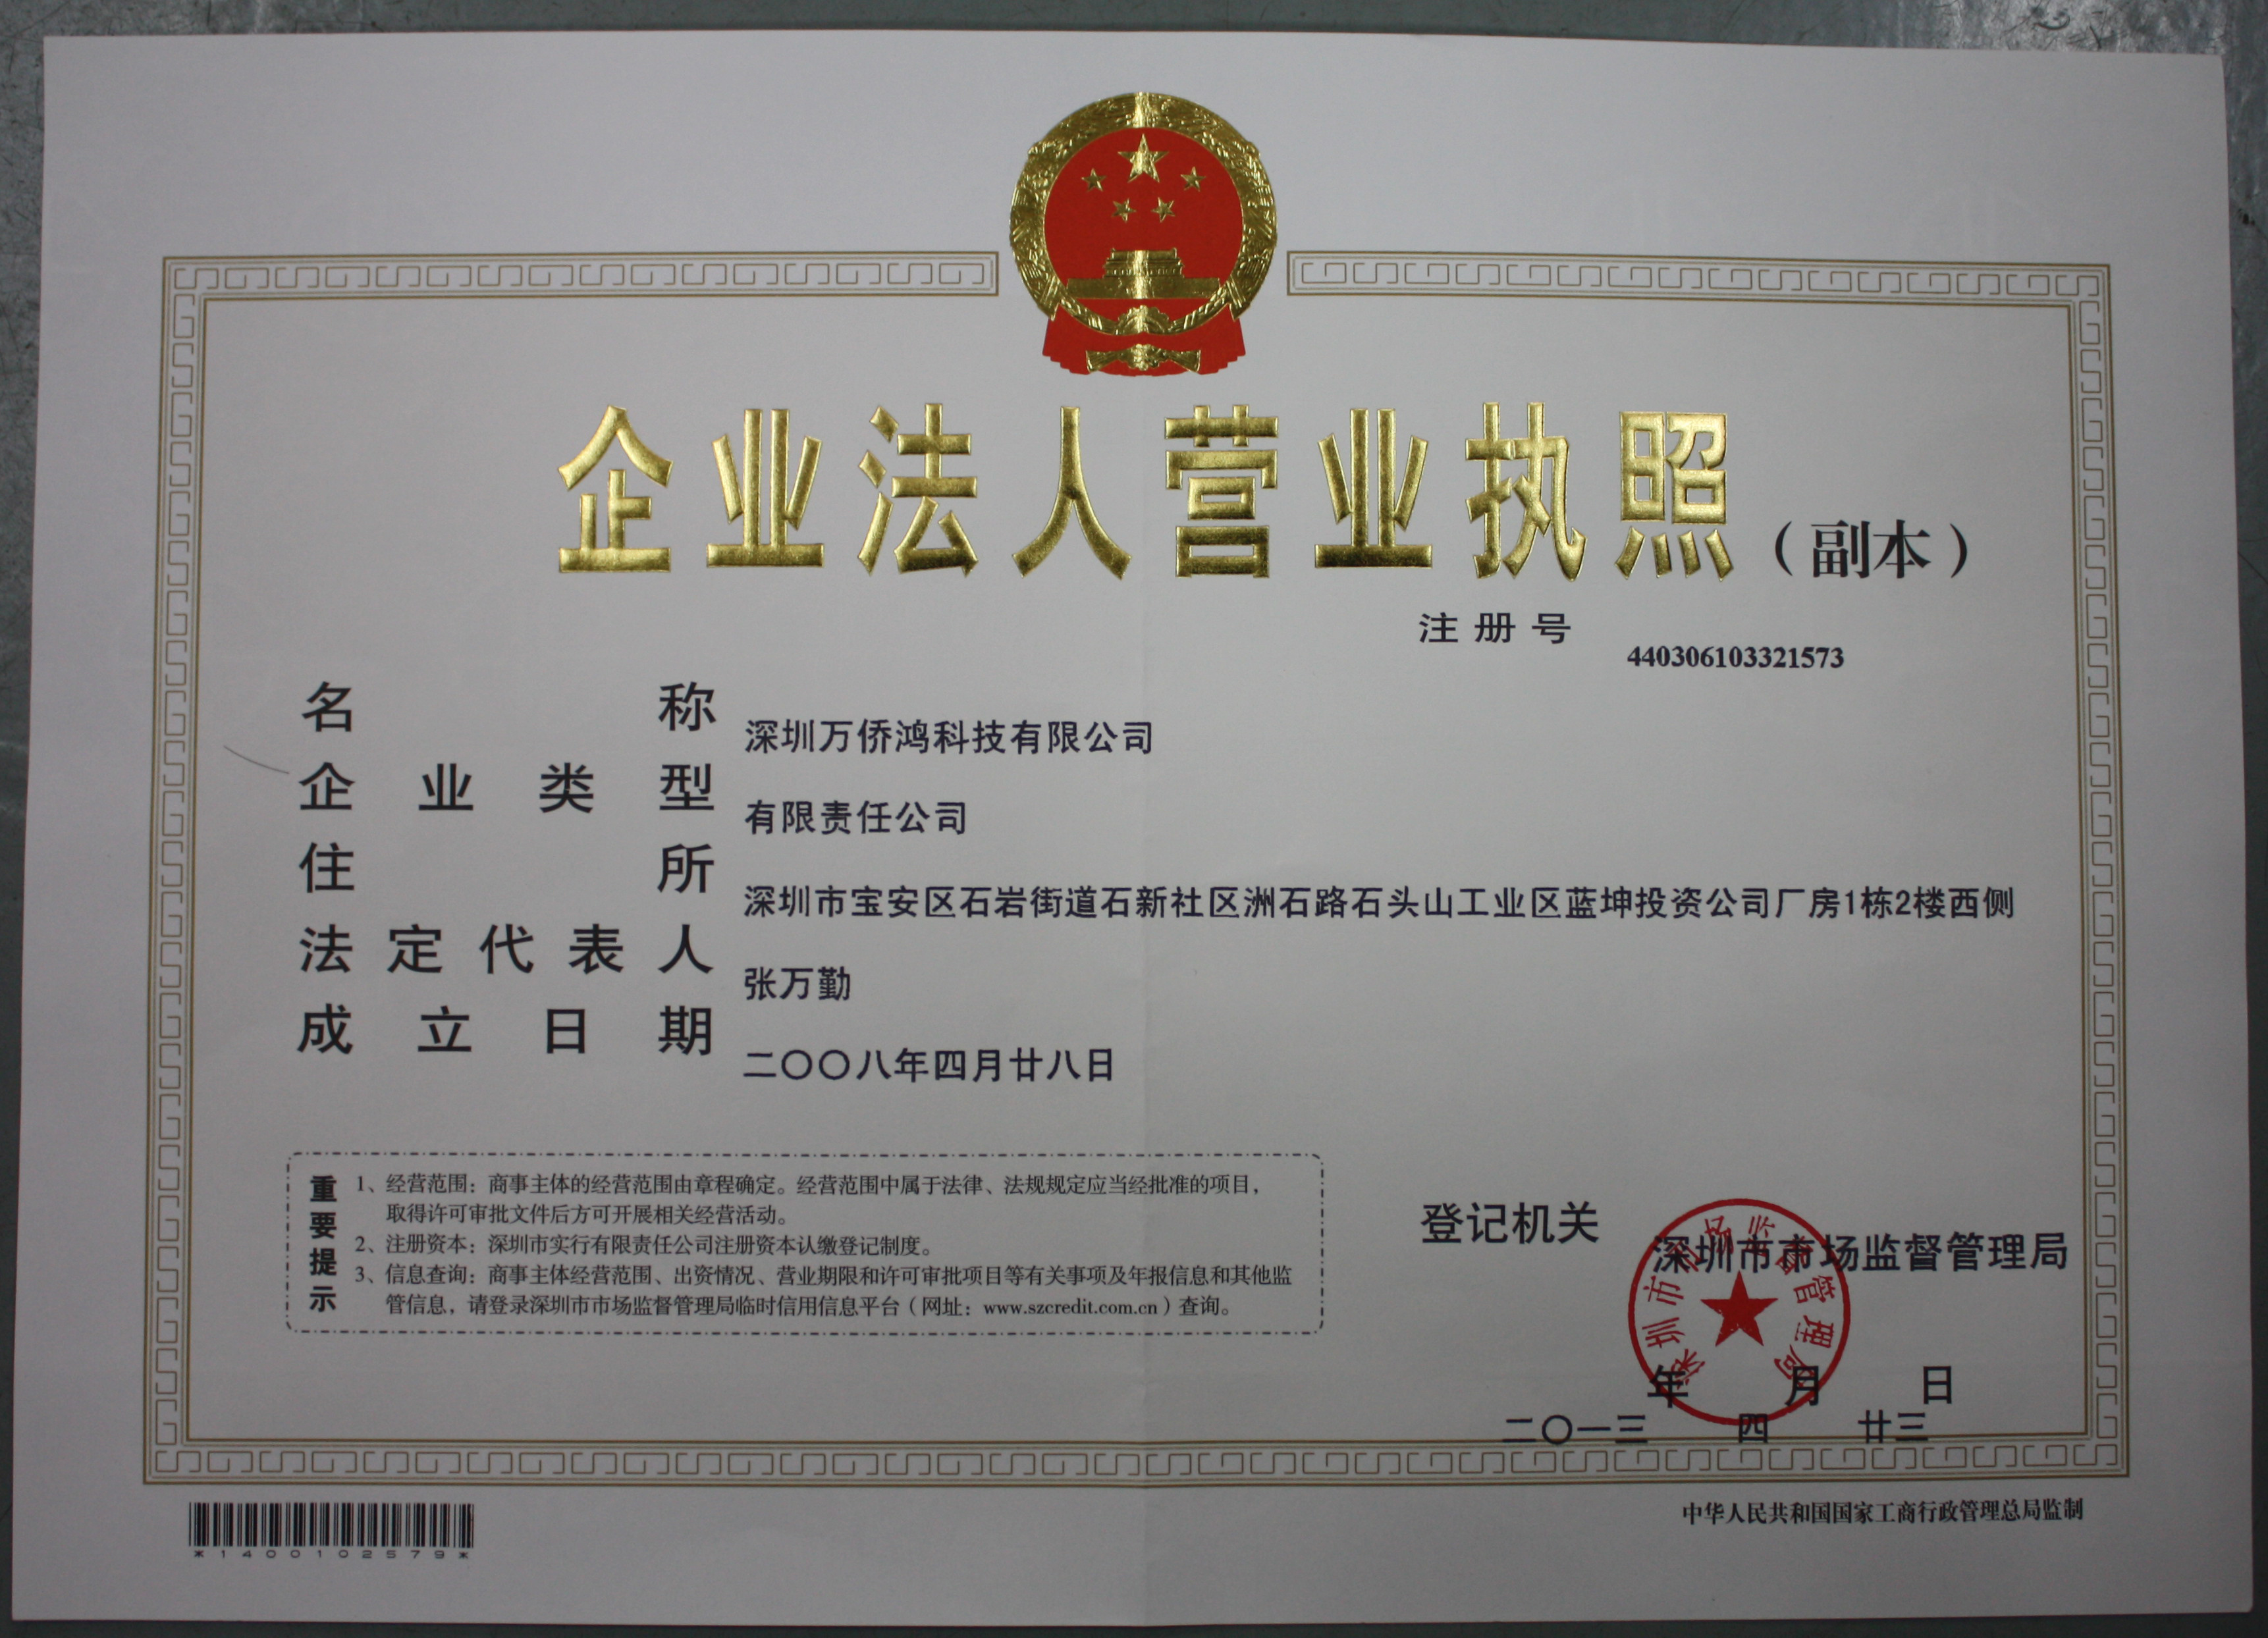 企业法人营业执照（副本）
注册号 440306103321573
名称 深圳万侨鸿科技有限公司
企业类型 有限责任公司
住所 深圳市宝安区石岩街道石新社区洲石路石头山工业区蓝坤投资公司厂房1栋2楼西侧
法定代表人 张万勤
成立日期 二〇〇八年四月廿八日
重要提示
1、经营范围：商事主体的经营范围由章程确定。经营范围中属于法律、法规规定应当经批准的项目，
取得许可审批文件后方可开展相关经营活动。
2、注册资本：深圳市实行有限责任公司注册资本认缴登记制度。
3、信息查询：商事主体经营范围、出资情况、营业期限和许可审批项目等有关事项及年报信息和其他监
管信息，请登录深圳市市场监督管理局临时信用信息平台（网址：www.szcredit.com.cn）查询。
登记机关 深圳市市场监督管理局
深圳市市场监督管理局
年 月 日
二〇一三 四 廿三
*1400102579*
中华人民共和国国家工商行政管理总局监制